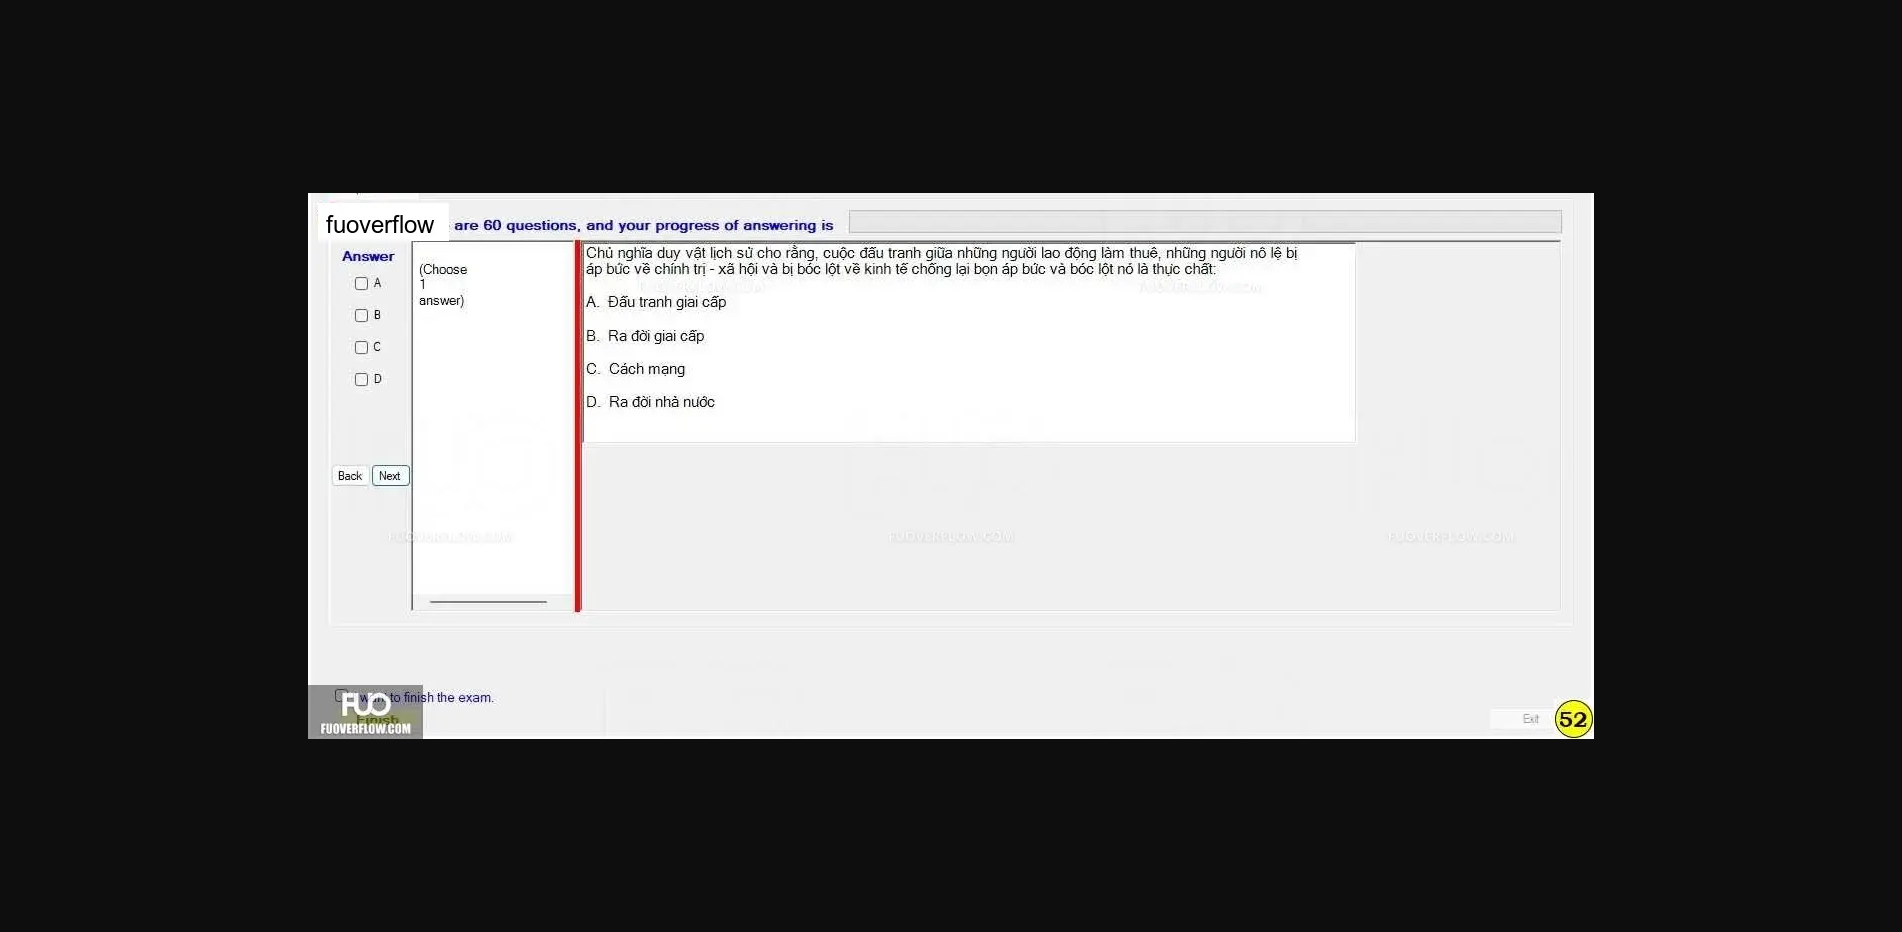 fuoverflow are 60 questions, and your progress of answering is
Answer
A
B
C
D
Back Next
(Choose
1
answer)
Chủ nghĩa duy vật lịch sử cho rằng, cuộc đấu tranh giữa những người lao động làm thuê, những người nô lệ bị
áp bức về chính trị - xã hội và bị bóc lột về kinh tế chống lại bọn áp bức và bóc lột nó là thực chất:
A. Đấu tranh giai cấp
B. Ra đời giai cấp
C. Cách mạng
D. Ra đời nhà nước
FUOVERFLOW.COM FUOVERFLOW.COM FUOVERFLOW.COM
want to finish the exam.
Finish
FUO
FUOVERFLOW.COM
Exit 52